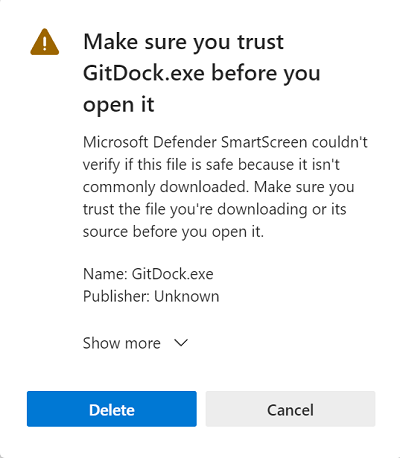 Make sure you trust
GitDock.exe before you
open it
Microsoft Defender SmartScreen couldn't
verify if this file is safe because it isn't
commonly downloaded. Make sure you
trust the file you're downloading or its
source before you open it.
Name: GitDock.exe
Publisher: Unknown
Show more
Delete
Cancel